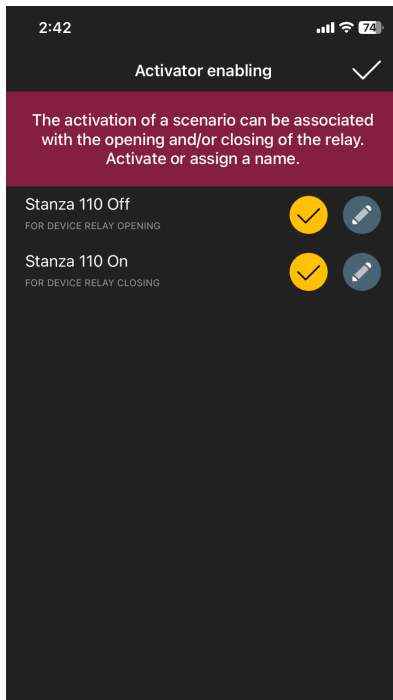 2:42
74
Activator enabling
The activation of a scenario can be associated
with the opening and/or closing of the relay.
Activate or assign a name.
Stanza 110 Off
FOR DEVICE RELAY OPENING
Stanza 110 On
FOR DEVICE RELAY CLOSING